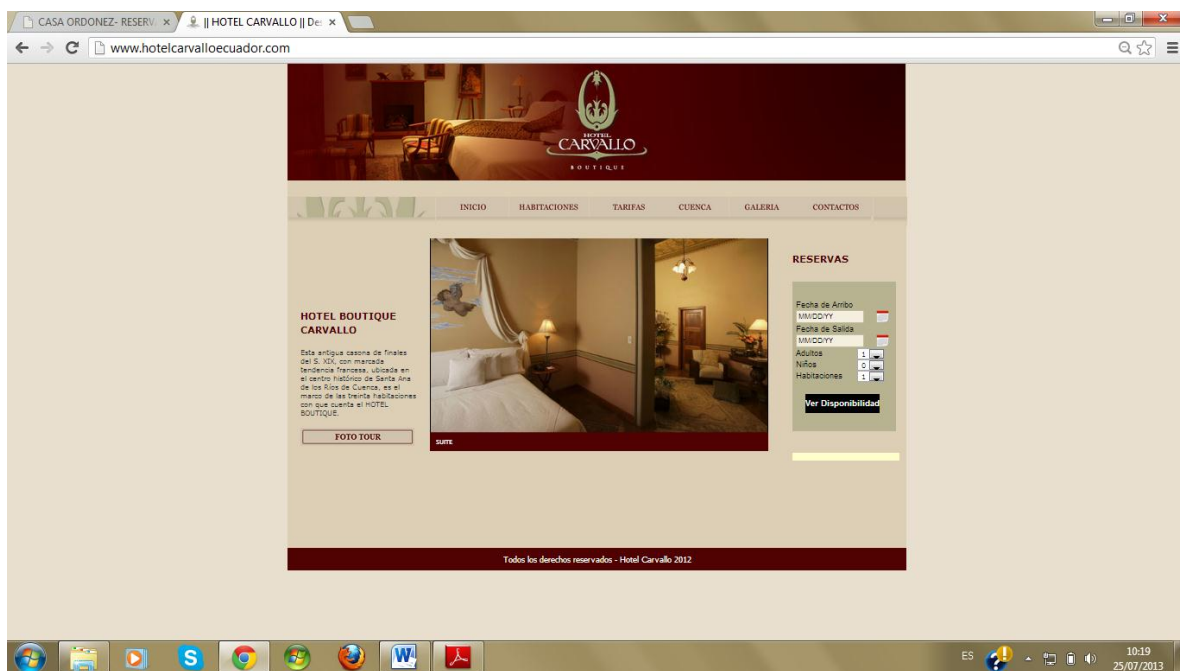 CASA ORDONEZ- RESERV
|| HOTEL CARVALLO || De
www.hotelcarvalloecuador.com
HOTEL
CARVALLO
BOUTIQUE
INICIO HABITACIONES TARIFAS CUENCA GALERIA CONTACTOS
HOTEL BOUTIQUE
CARVALLO
Esta antigua casona de finales
del S. XIX, con marcada
tendencia francesa, ubicada en
el centro histórico de Santa Ana
de los Ríos de Cuenca, es el
marco de las treinta habitaciones
con que cuenta el HOTEL
BOUTIQUE.
FOTO TOUR
SUITE
RESERVAS
Fecha de Arribo
MM/DD/YY
Fecha de Salida
MM/DD/YY
Adultos 1
Niños 0
Habitaciones 1
Ver Disponibilidad
Todos los derechos reservados - Hotel Carvallo 2012
ES
10:19
25/07/2013